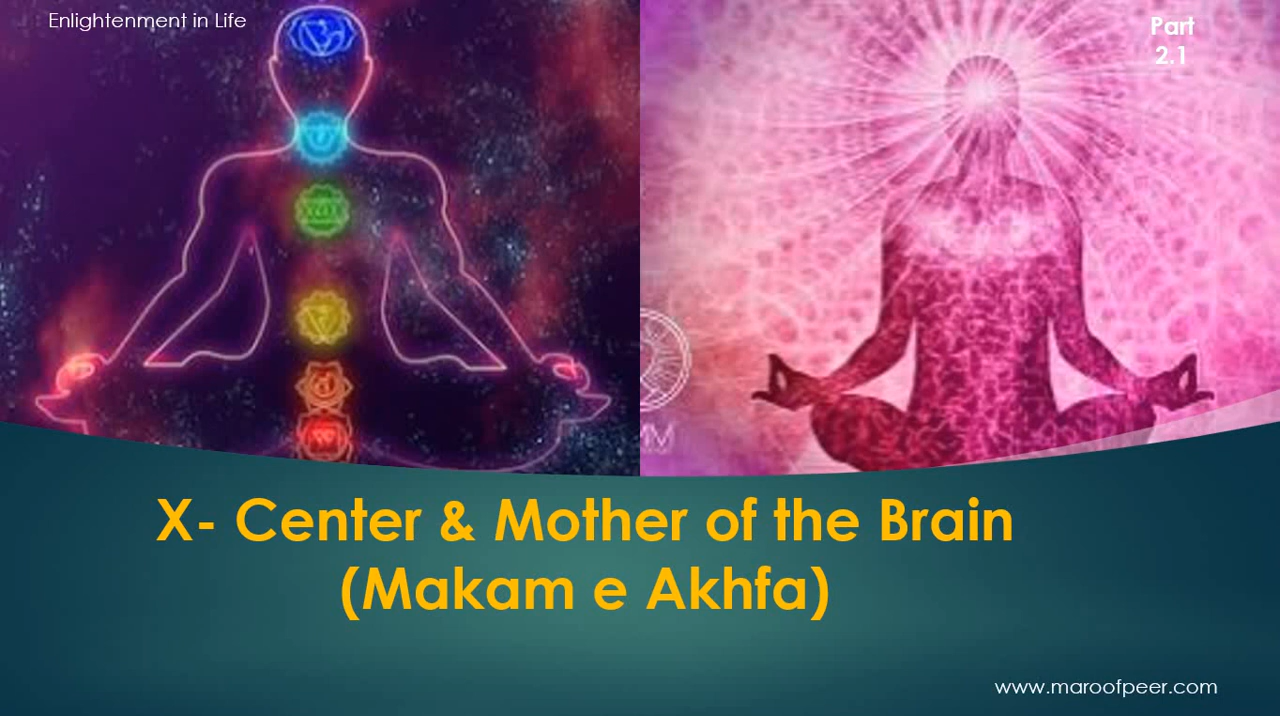 Enlightenment in Life
Part
2.1
X- Center & Mother of the Brain
(Makam e Akhfa)
www.maroofpeer.com